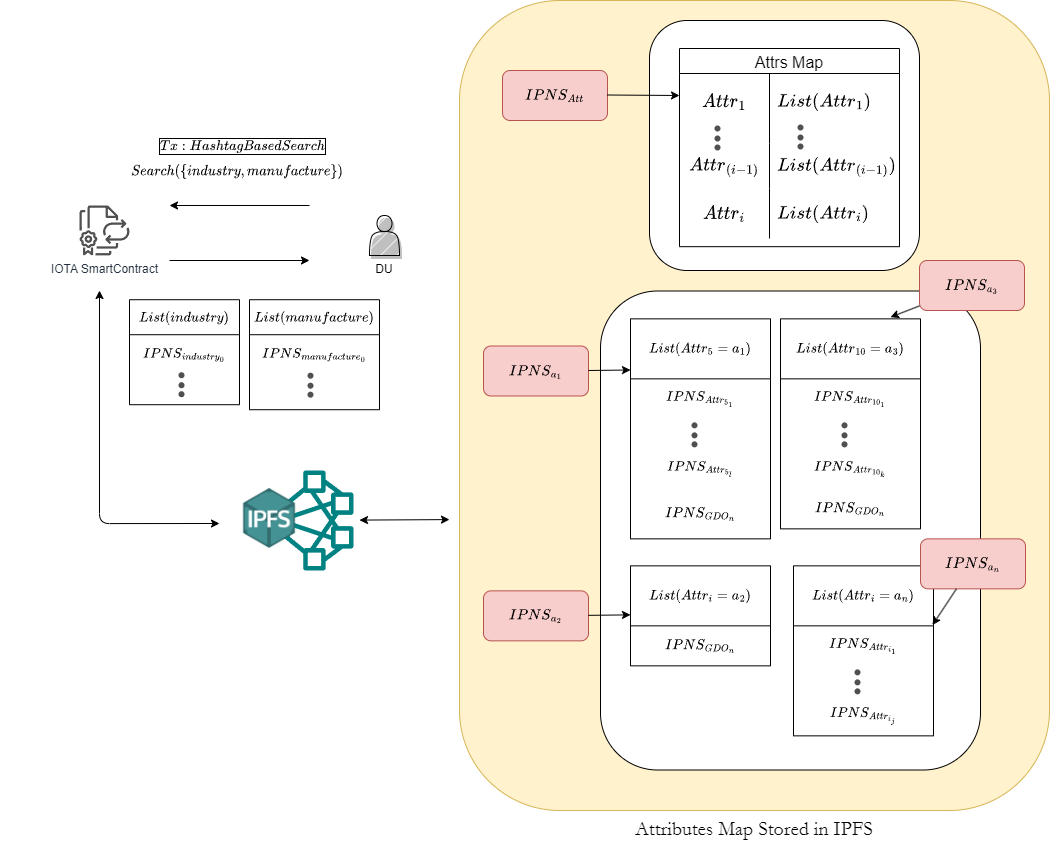 Tx : HashtagBasedSearch
Search({industry, manufacture})
IOTA SmartContract
DU
List(industry)
IPNS_{industry_0}
List(manufacture)
IPNS_{manufacture_0}
IPFS
IPNS_{Att}
Attrs Map
Attr_1 List(Attr_1)
Attr_{(i-1)} List(Attr_{(i-1)})
Attr_i List(Attr_i)
IPNS_{a_3}
IPNS_{a_1}
List(Attr_5 = a_1)
IPNS_{Attr_{5_1}}
IPNS_{Attr_{5_l}}
IPNS_{GDO_n}
List(Attr_{10} = a_3)
IPNS_{Attr_{10_1}}
IPNS_{Attr_{10_k}}
IPNS_{GDO_n}
IPNS_{a_2}
List(Attr_i = a_2)
IPNS_{GDO_n}
IPNS_{a_n}
List(Attr_i = a_n)
IPNS_{Attr_{i_1}}
IPNS_{Attr_{i_j}}
Attributes Map Stored in IPFS